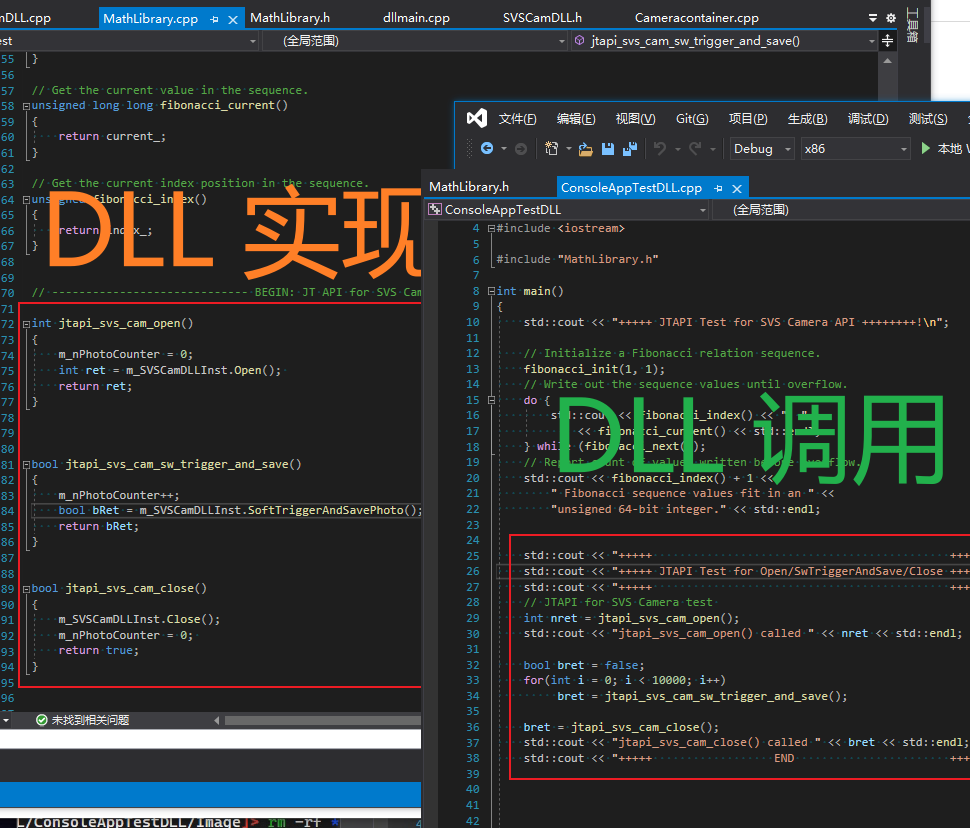 mDLL.cpp MathLibrary.cpp MathLibrary.h dllmain.cpp SVSCamDLL.h Cameracontainer.cpp
工具箱
est (全局范围) jtapi_svs_cam_sw_trigger_and_save()
55 }
56
57 // Get the current value in the sequence.
58 unsigned long long fibonacci_current()
59 {
60 return current_;
61 }
62
63 // Get the current index position in the sequence.
64 unsigned fibonacci_index()
65 {
66 return index_;
67 }
68
69
70 // ----------------------------- BEGIN: JT API for SVS Cam
71
72 int jtapi_svs_cam_open()
73 {
74 m_nPhotoCounter = 0;
75 int ret = m_SVSCamDLLInst.Open();
76 return ret;
77 }
78
79
80
81 bool jtapi_svs_cam_sw_trigger_and_save()
82 {
83 m_nPhotoCounter++;
84 bool bRet = m_SVSCamDLLInst.SoftTriggerAndSavePhoto();
85 return bRet;
86 }
87
88
89 bool jtapi_svs_cam_close()
90 {
91 m_SVSCamDLLInst.Close();
92 m_nPhotoCounter = 0;
93 return true;
94 }
95
96
DLL 实现
未找到相关问题
L/ConsoleAppTestDLL/Image]> rm -rf *
文件(F) 编辑(E) 视图(V) Git(G) 项目(P) 生成(B) 调试(D) 测试(S)
Debug x86 本地 W
MathLibrary.h ConsoleAppTestDLL.cpp
ConsoleAppTestDLL (全局范围)
4 #include <iostream>
5
6 #include "MathLibrary.h"
7
8 int main()
9 {
10 std::cout << "+++++ JTAPI Test for SVS Camera API ++++++++!\n";
11
12 // Initialize a Fibonacci relation sequence.
13 fibonacci_init(1, 1);
14 // Write out the sequence values until overflow.
15 do {
16 std::cout << fibonacci_index() << ": "
17 << fibonacci_current() << std::endl;
18 } while (fibonacci_next());
19 // Report count of values written before overflow.
20 std::cout << fibonacci_index() + 1 <<
21 " Fibonacci sequence values fit in an " <<
22 "unsigned 64-bit integer." << std::endl;
23
24
25 std::cout << "+++++ +++
26 std::cout << "+++++ JTAPI Test for Open/SwTriggerAndSave/Close +++
27 std::cout << "+++++ +++
28 // JTAPI for SVS Camera test
29 int nret = jtapi_svs_cam_open();
30 std::cout << "jtapi_svs_cam_open() called " << nret << std::endl;
31
32 bool bret = false;
33 for(int i = 0; i < 10000; i++)
34 bret = jtapi_svs_cam_sw_trigger_and_save();
35
36 bret = jtapi_svs_cam_close();
37 std::cout << "jtapi_svs_cam_close() called " << bret << std::endl;
38 std::cout << "+++++ END +++
39
40
41
42
DLL 调用